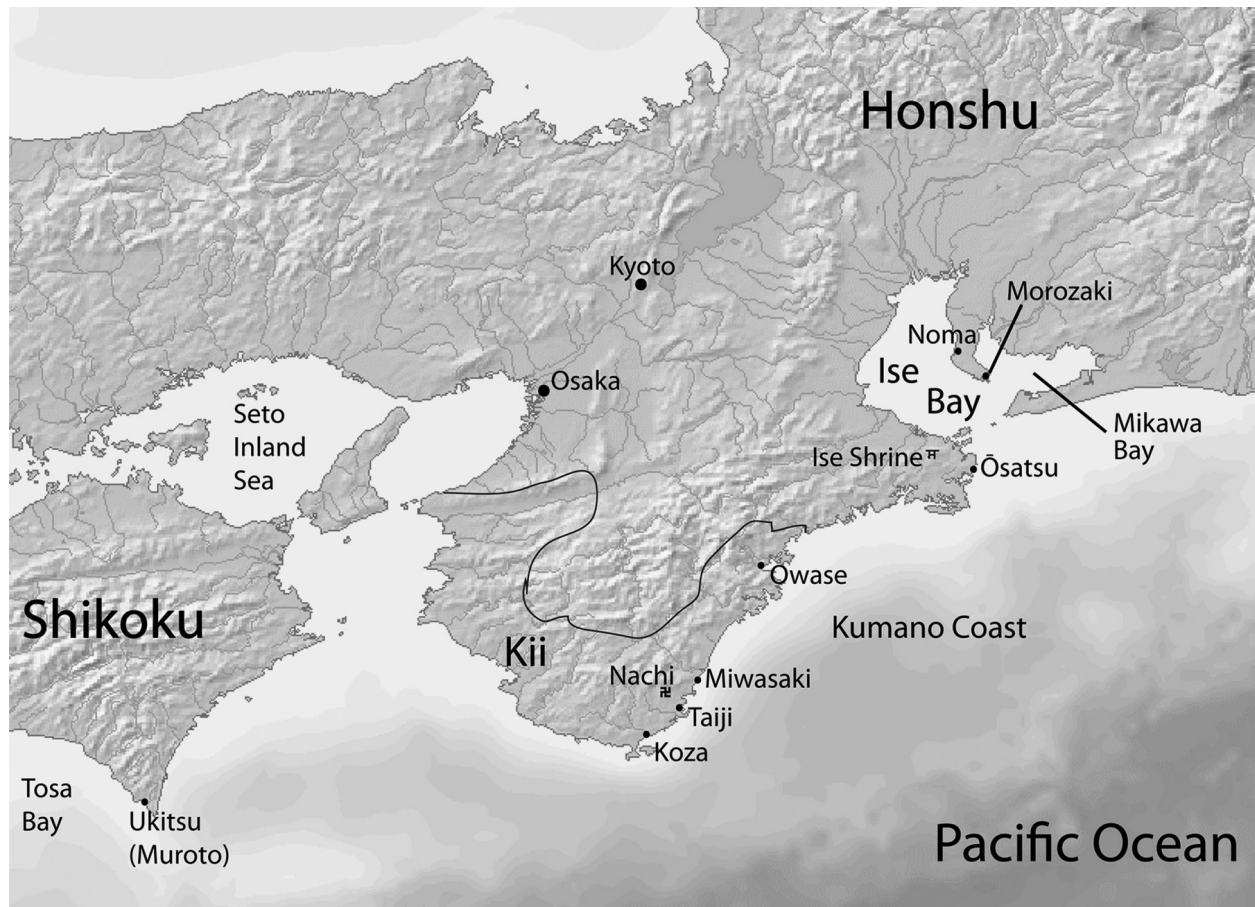 Honshu
Kyoto
Morozaki
Noma
Ise
Bay
Osaka
Seto
Inland
Sea
Mikawa
Bay
Ise Shrine
Ōsatsu
Owase
Shikoku
Kumano Coast
Kii
Nachi
卍
Miwasaki
Taiji
Koza
Tosa
Bay
Ukitsu
(Muroto)
Pacific Ocean